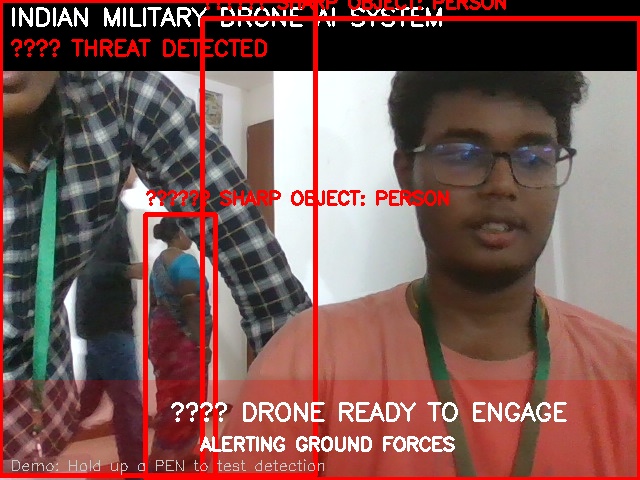 ?????? SHARP OBJECT: PERSON
INDIAN MILITARY DRONE AI SYSTEM
???? THREAT DETECTED
?????? SHARP OBJECT: PERSON
???? DRONE READY TO ENGAGE
ALERTING GROUND FORCES
Demo: Hold up a PEN to test detection